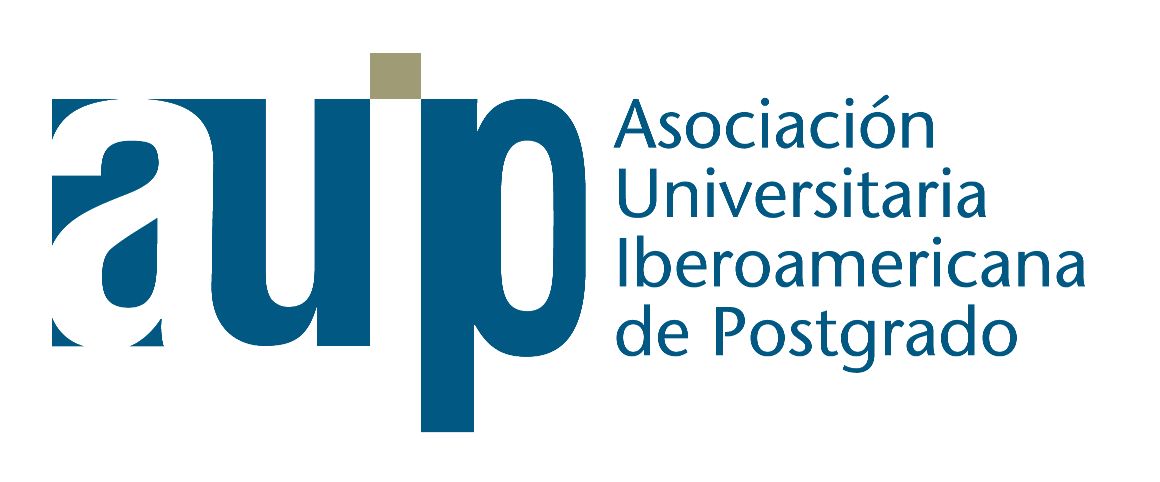 auip
Asociación
Universitaria
Iberoamericana
de Postgrado